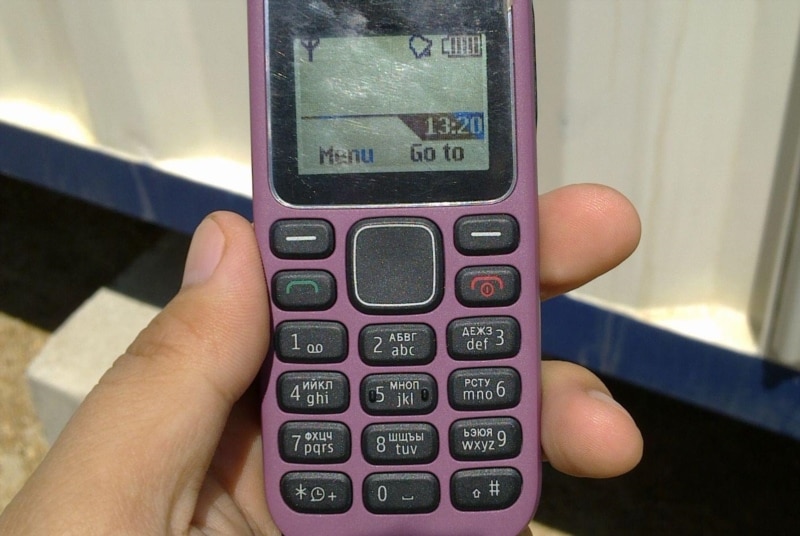 13:20
Menu Go to
1
2 АБВГ abc
ДЕЖЗ def 3
4 ИЙКЛ ghi
5 МНОП jkl
РСТУ mno 6
7 ФХЦЧ pqrs
8 ШЩЪЫ tuv
ЬЭЮЯ wxyz 9
* +
0
#